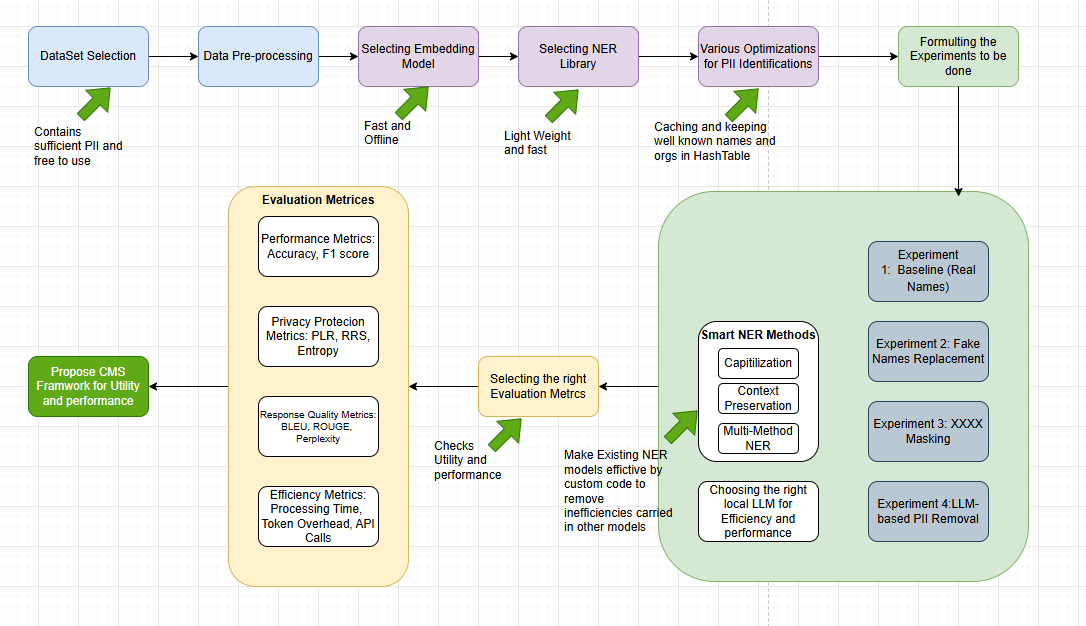 DataSet Selection
Data Pre-processing
Selecting Embedding
Model
Selecting NER
Library
Various Optimizations
for PII Identifications
Formulting the
Experiments to be
done
Contains
sufficient PII and
free to use
Fast and
Offline
Light Weight
and fast
Caching and keeping
well known names and
orgs in HashTable
Evaluation Metrices
Performance Metrics:
Accuracy, F1 score
Privacy Protecion
Metrics: PLR, RRS,
Entropy
Response Quality Metrics:
BLEU, ROUGE,
Perplexity
Efficiency Metrics:
Processing Time,
Token Overhead, API
Calls
Propose CMS
Framwork for Utility
and performance
Selecting the right
Evaluation Metrcs
Checks
Utility and
performance
Make Existing NER
models effictive by
custom code to
remove
inefficiencies carried
in other models
Smart NER Methods
Capitilization
Context
Preservation
Multi-Method
NER
Choosing the right
local LLM for
Efficiency and
performance
Experiment
1:  Baseline (Real
Names)
Experiment 2: Fake
Names Replacement
Experiment 3: XXXX
Masking
Experiment 4:LLM-
based PII Removal